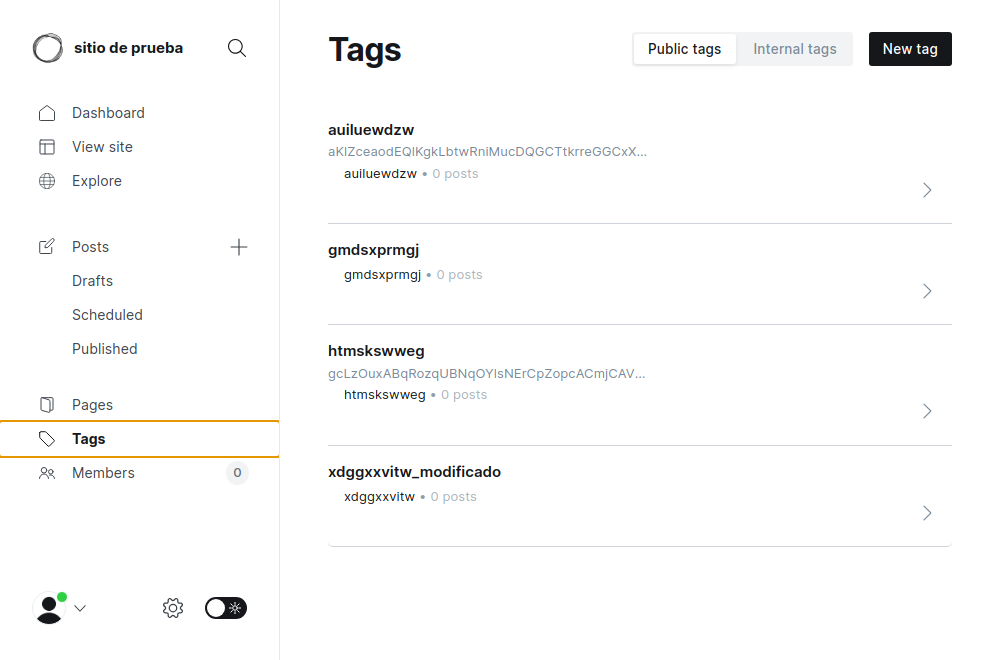 sitio de prueba
Dashboard
View site
Explore
Posts
Drafts
Scheduled
Published
Pages
Tags
Members 0
Tags
Public tags Internal tags New tag
auiluewdzw
aKlZceaodEQlKgkLbtwRniMucDQGCTtkrreGGCxX...
auiluewdzw • 0 posts
gmdsxprmgj
gmdsxprmgj • 0 posts
htmskswweg
gcLzOuxABqRozqUBNqOYlsNErCpZopcACmjCAV...
htmskswweg • 0 posts
xdggxxvitw_modificado
xdggxxvitw • 0 posts